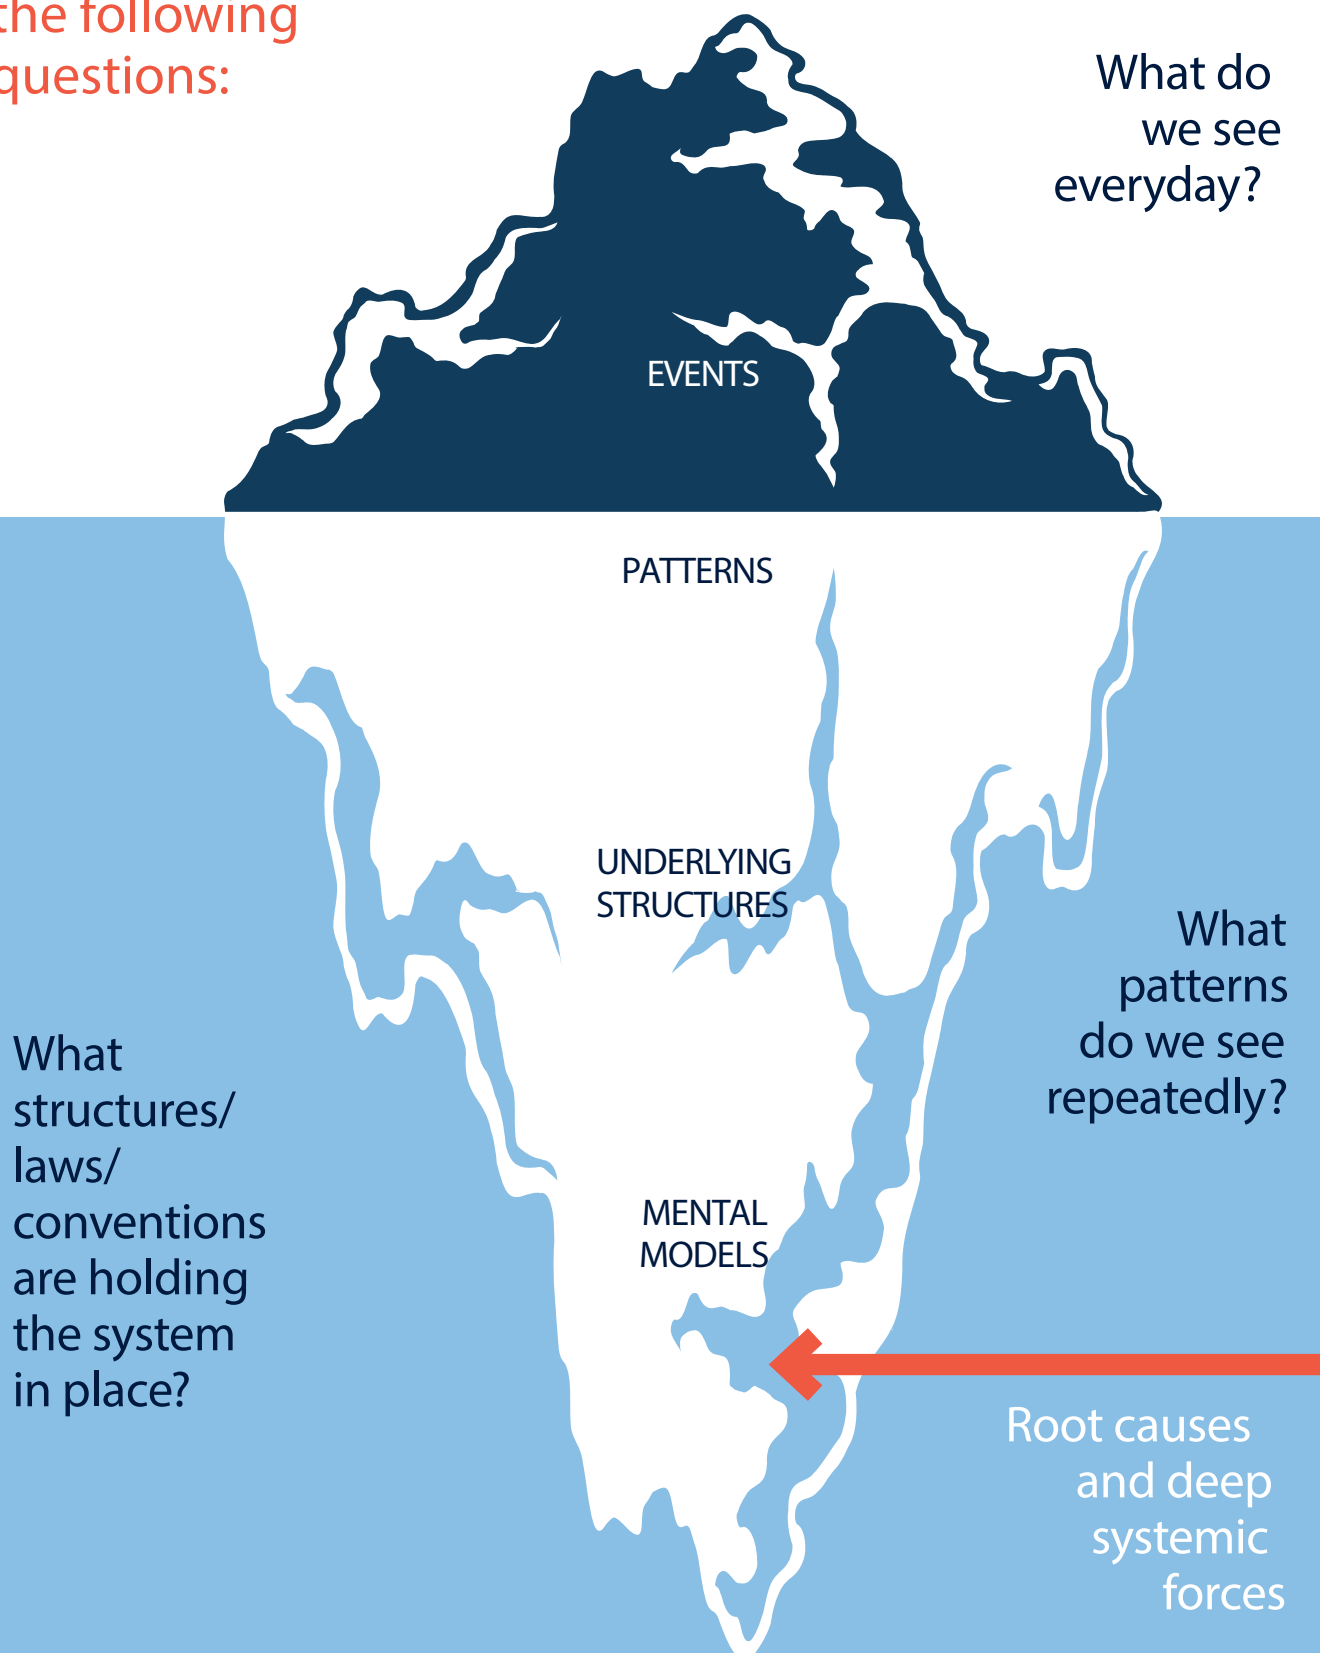 the following
questions:
What do
we see
everyday?
EVENTS
PATTERNS
UNDERLYING
STRUCTURES
What
patterns
do we see
repeatedly?
What
structures/
laws/
conventions
are holding
the system
in place?
MENTAL
MODELS
Root causes
and deep
systemic
forces